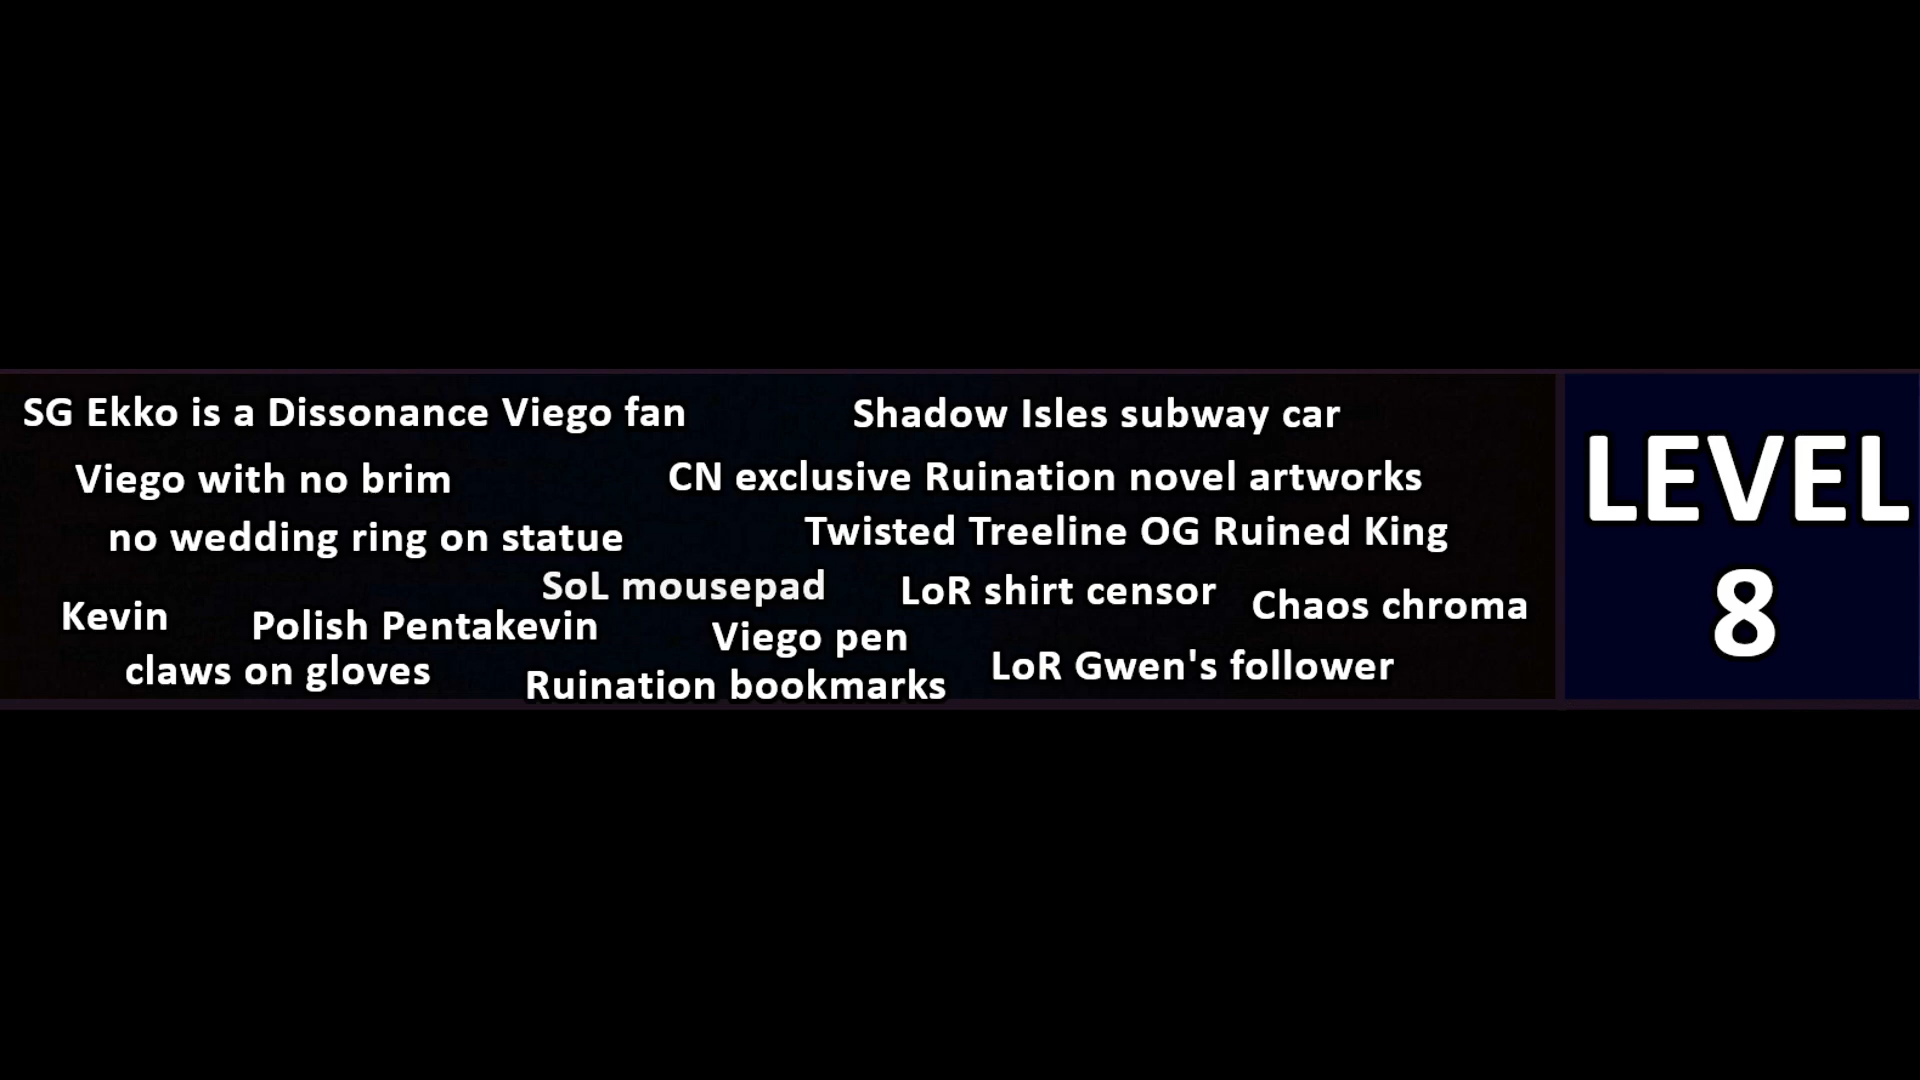 SG Ekko is a Dissonance Viego fan
Shadow Isles subway car
Viego with no brim
CN exclusive Ruination novel artworks
no wedding ring on statue
Twisted Treeline OG Ruined King
SoL mousepad
LoR shirt censor
Chaos chroma
Kevin
Polish Pentakevin
Viego pen
claws on gloves
Ruination bookmarks
LoR Gwen's follower
LEVEL
8